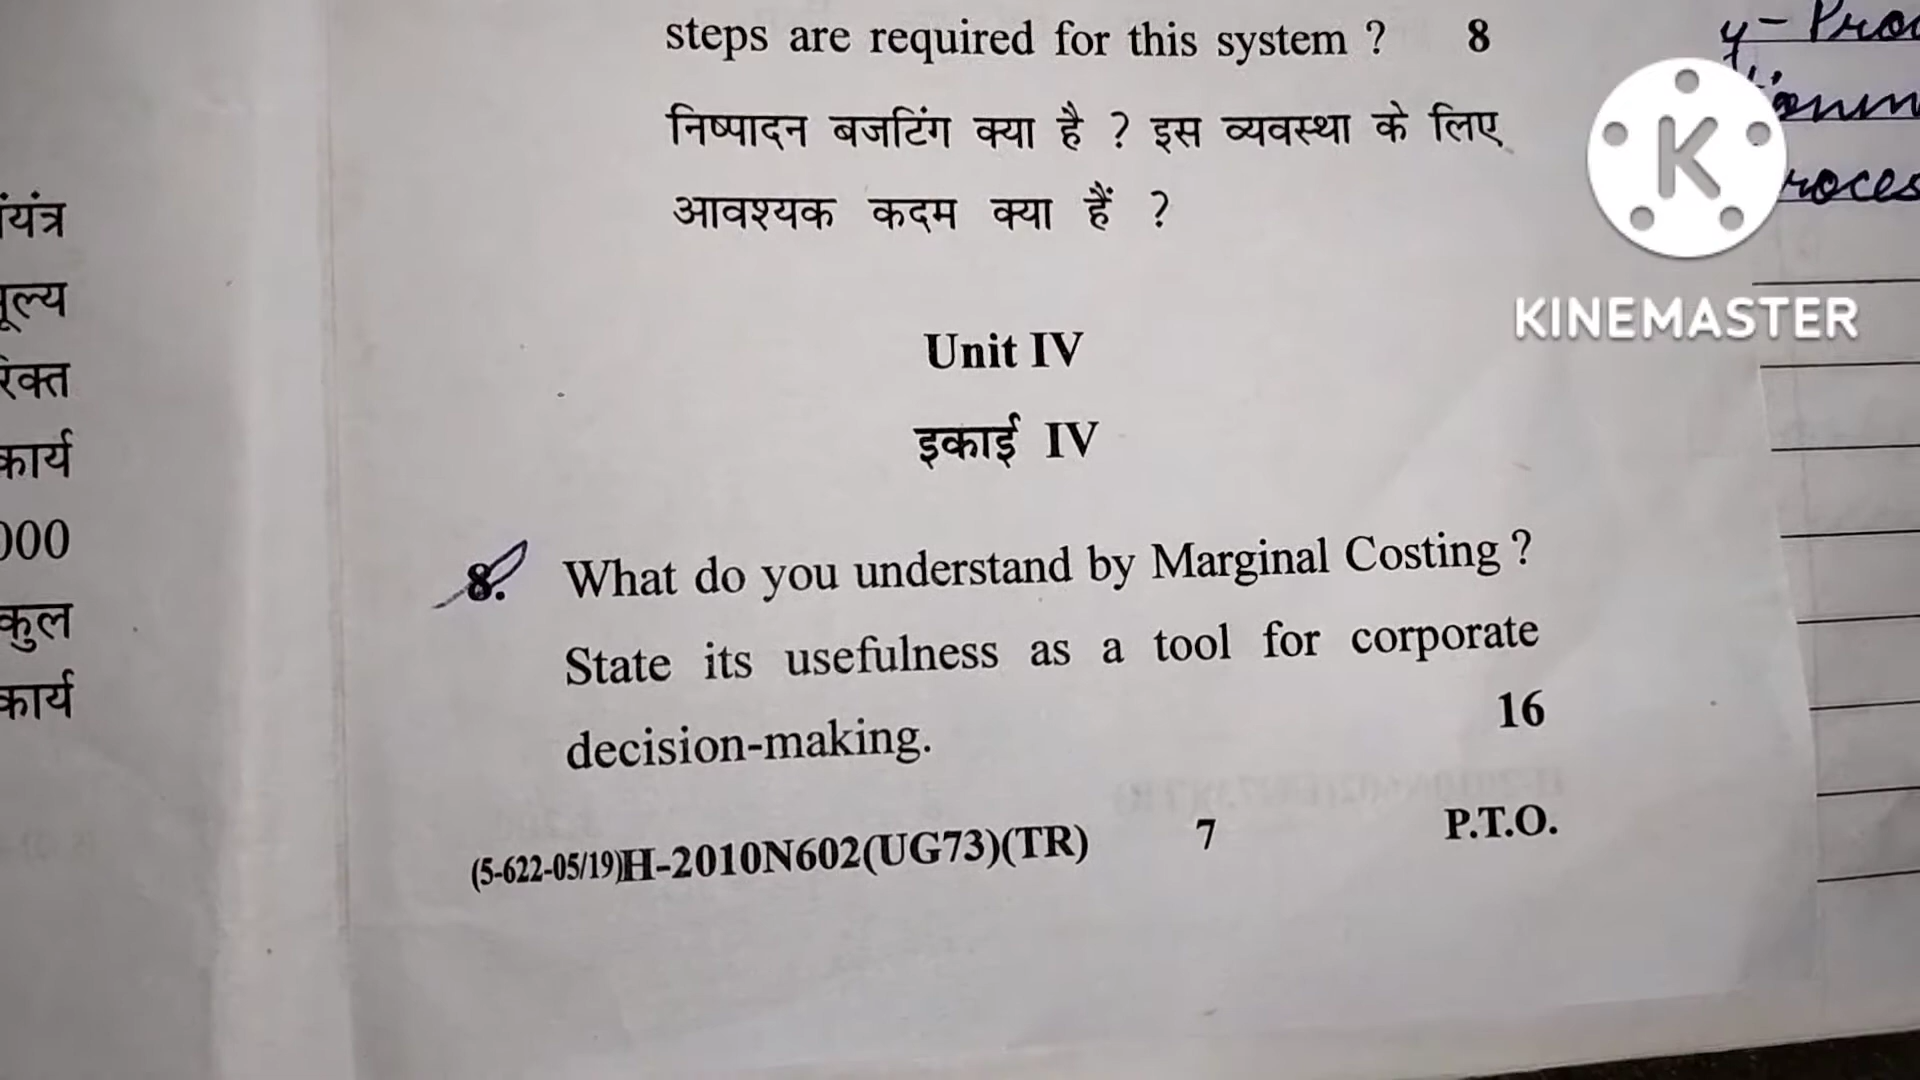 steps are required for this system ? 8
निष्पादन बजटिंग क्या है ? इस व्यवस्था के लिए
आवश्यक कदम क्या हैं ?
Unit IV
इकाई IV
8. What do you understand by Marginal Costing ?
State its usefulness as a tool for corporate
decision-making. 16
(5-622-05/19)H-2010N602(UG73)(TR) 7 P.T.O.
कार्य
000
कुल
कार्य
K
KINEMASTER